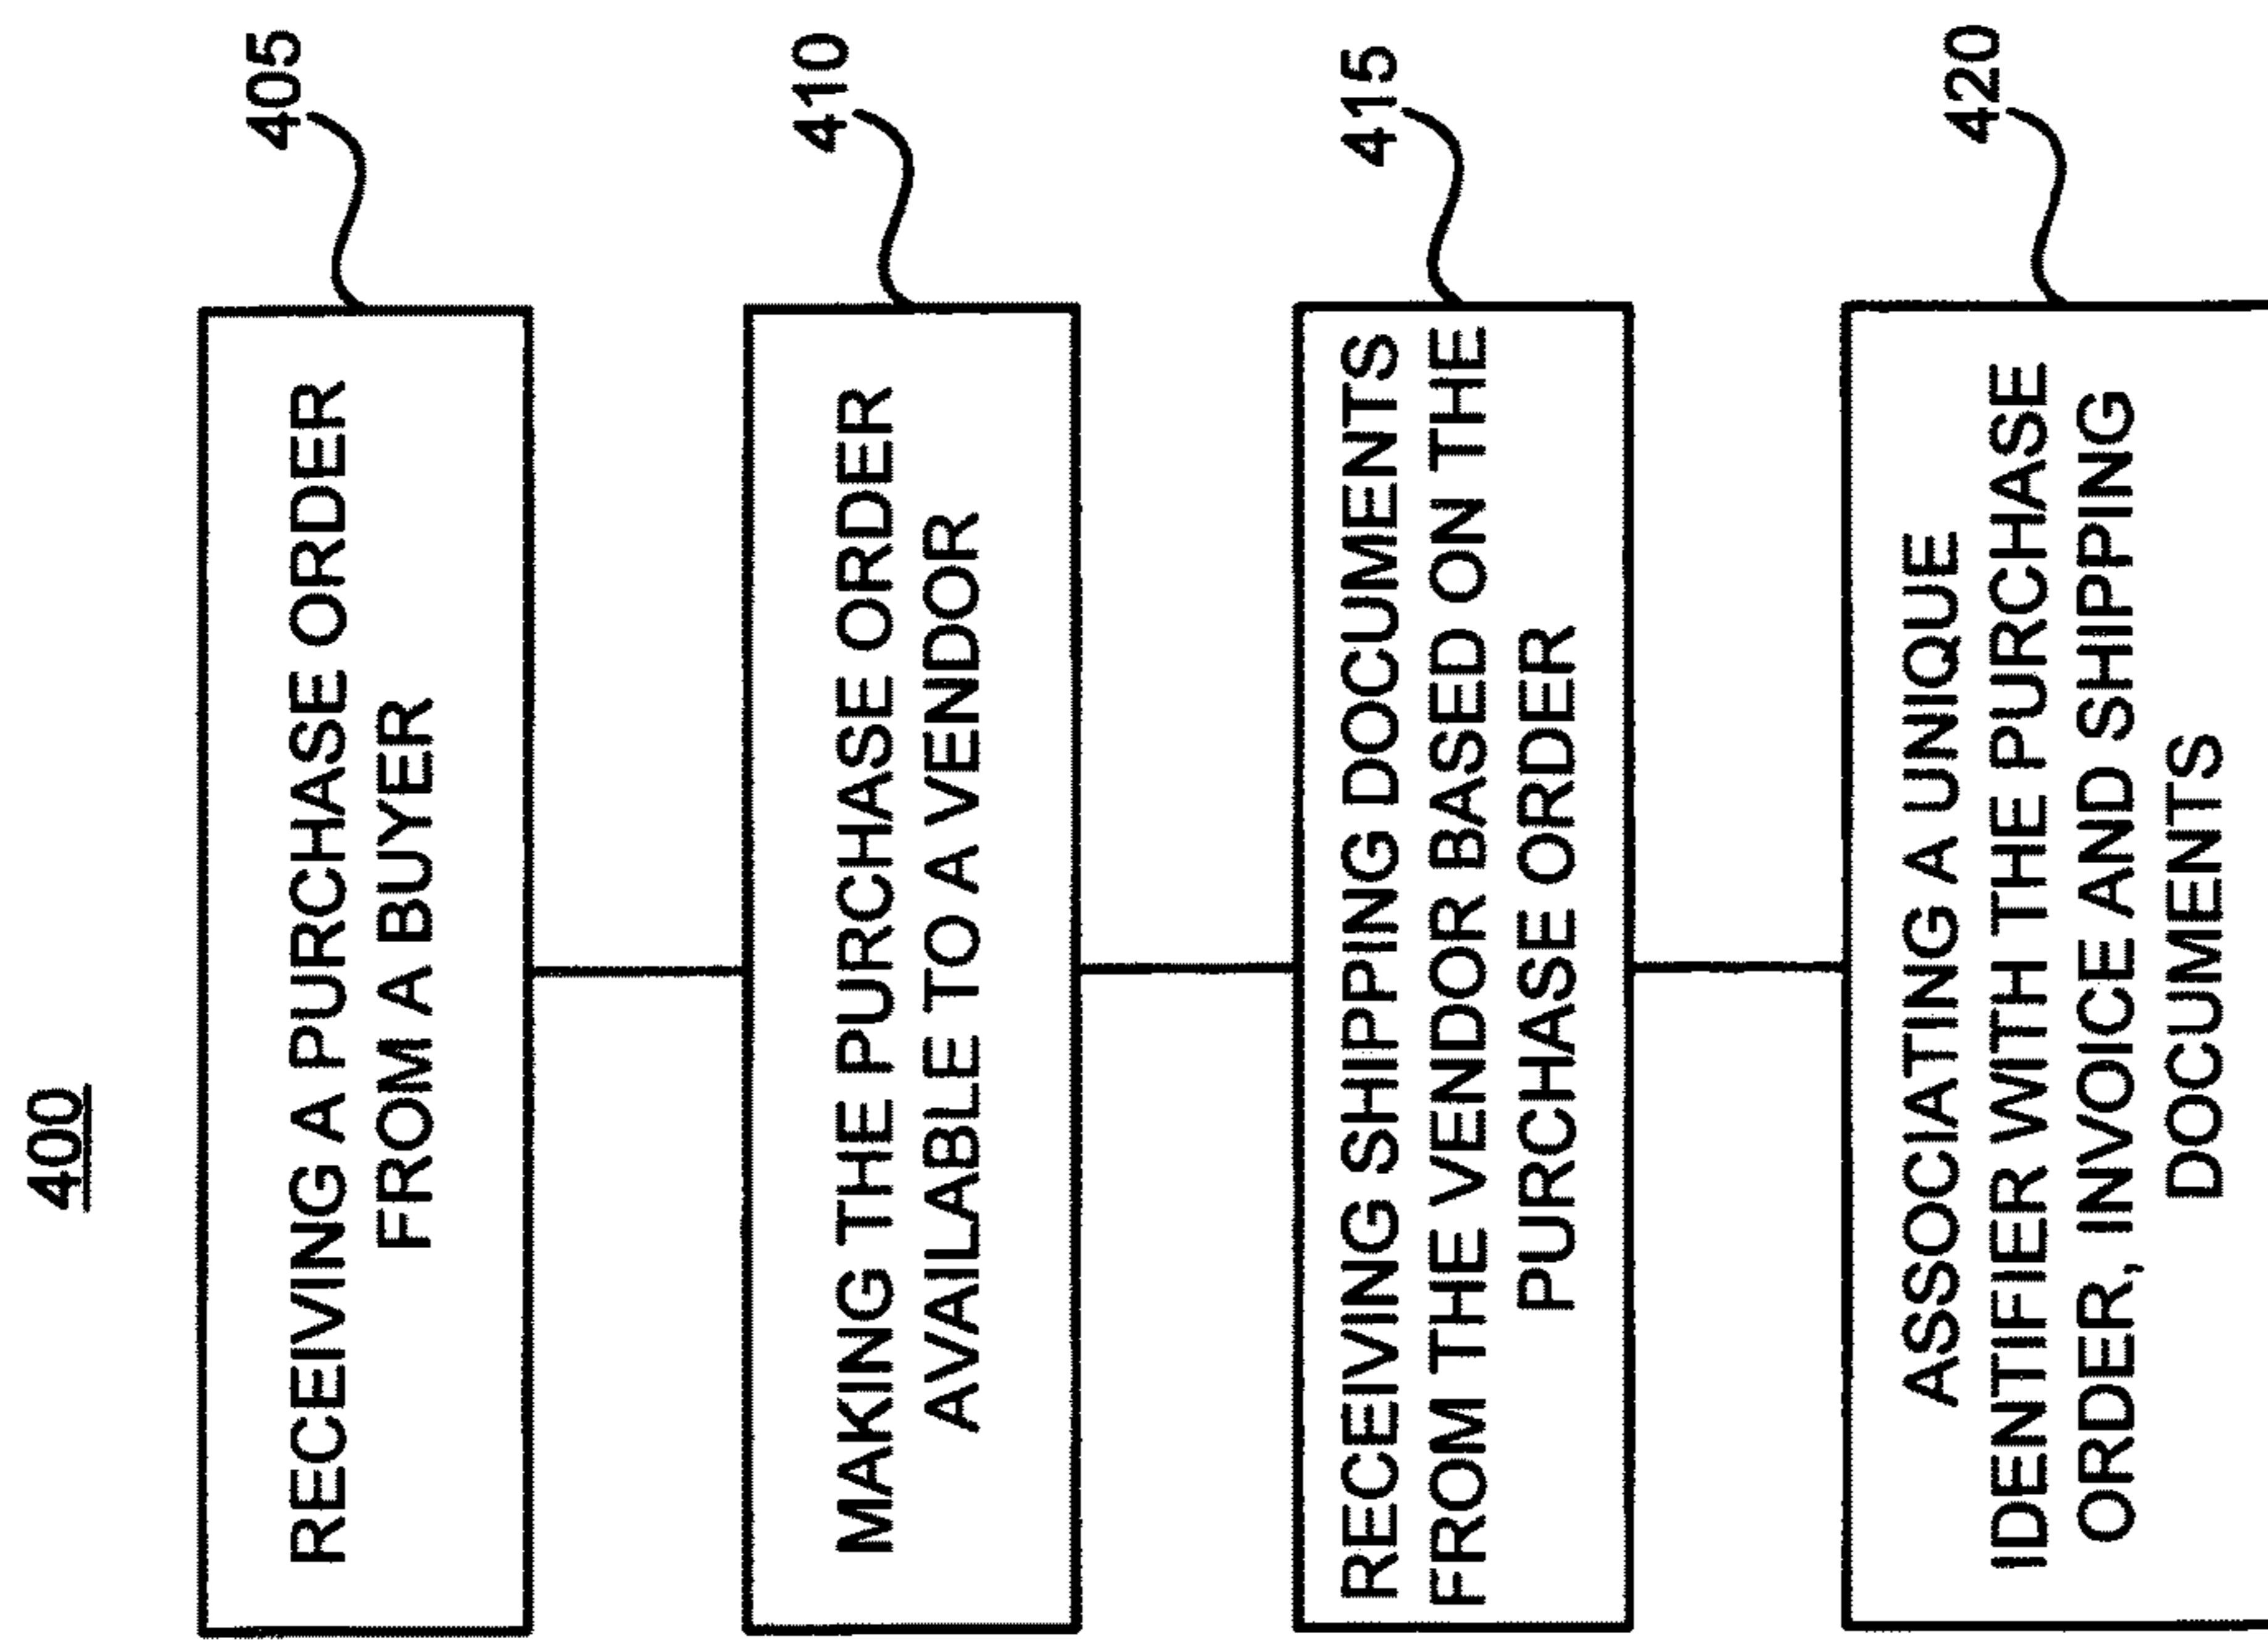 400
RECEIVING A PURCHASE ORDER
FROM A BUYER
405
MAKING THE PURCHASE ORDER
AVAILABLE TO A VENDOR
410
RECEIVING SHIPPING DOCUMENTS
FROM THE VENDOR BASED ON THE
PURCHASE ORDER
415
ASSOCIATING A UNIQUE
IDENTIFIER WITH THE PURCHASE
ORDER, INVOICE AND SHIPPING
DOCUMENTS
420